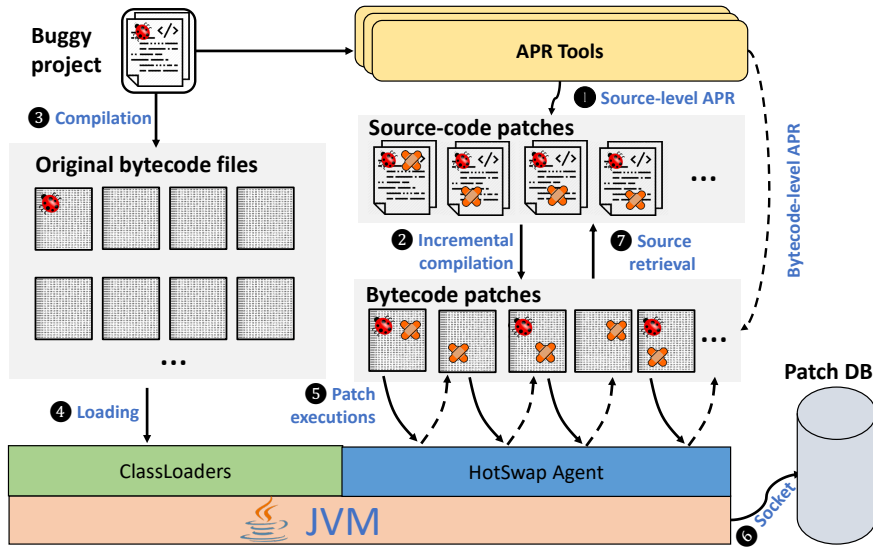 Buggy
project
</>
APR Tools
❶ Source-level APR
❸ Compilation
Source-code patches
Original bytecode files
</>
</>
</>
</>
...
Bytecode-level APR
❷ Incremental
compilation
❼ Source
retrieval
Bytecode patches
...
...
❺ Patch
executions
❹ Loading
Patch DB
ClassLoaders
HotSwap Agent
JVM
❻ Socket